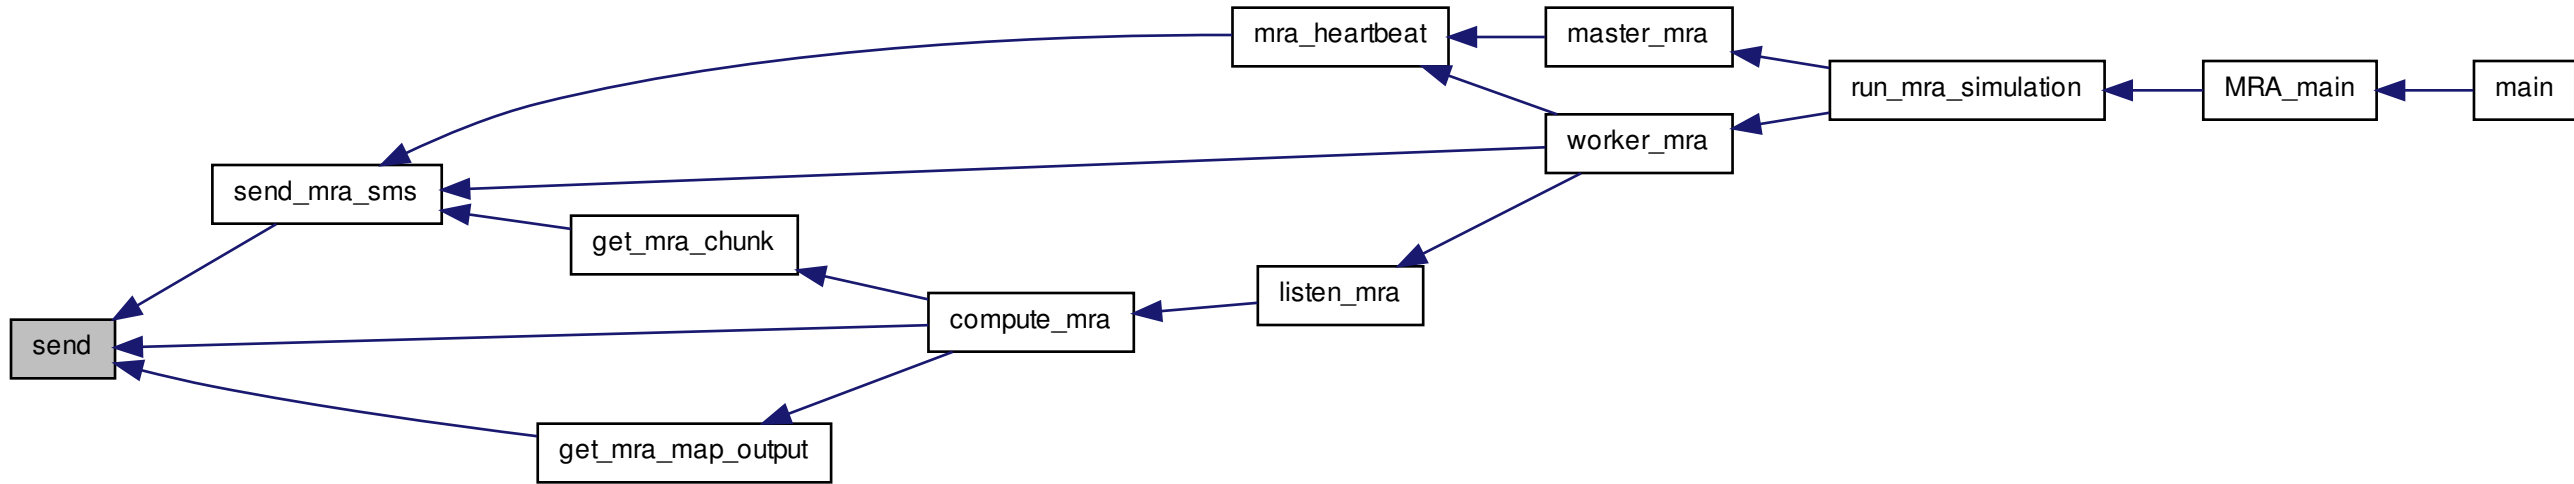 mra_heartbeat
master_mra
run_mra_simulation
MRA_main
main
worker_mra
send_mra_sms
get_mra_chunk
listen_mra
compute_mra
send
get_mra_map_output